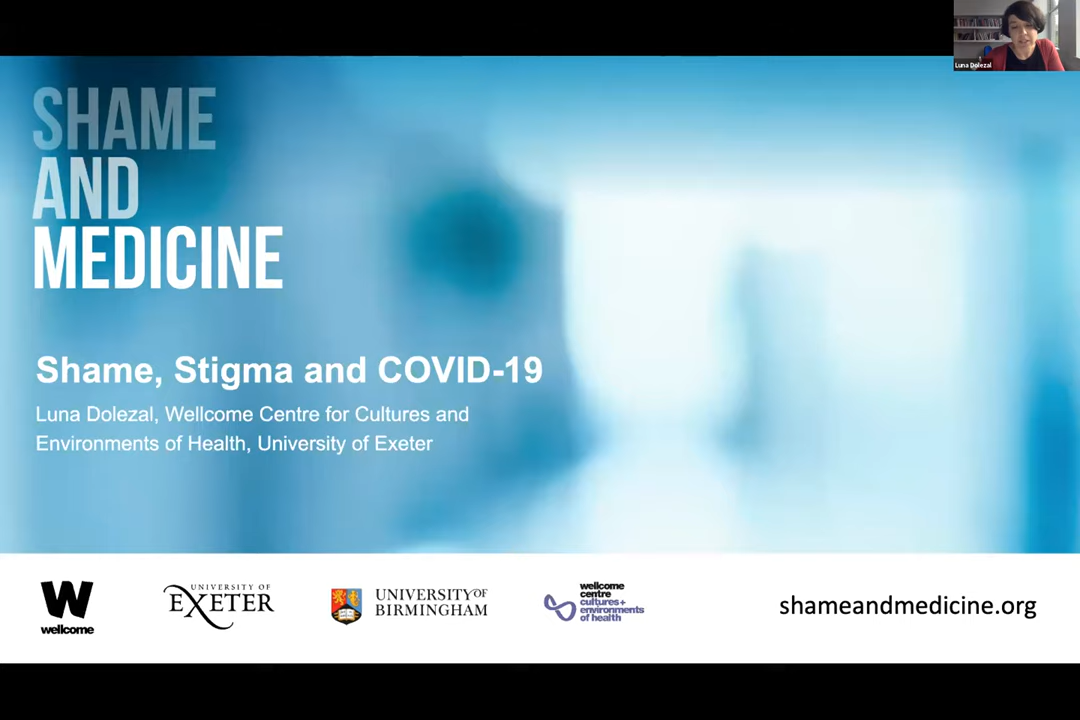 Luna Dolezal
SHAME
AND
MEDICINE
Shame, Stigma and COVID-19
Luna Dolezal, Wellcome Centre for Cultures and
Environments of Health, University of Exeter
W
wellcome
UNIVERSITY OF
EXETER
UNIVERSITY OF
BIRMINGHAM
wellcome
centre
cultures+
environments
of health
shameandmedicine.org